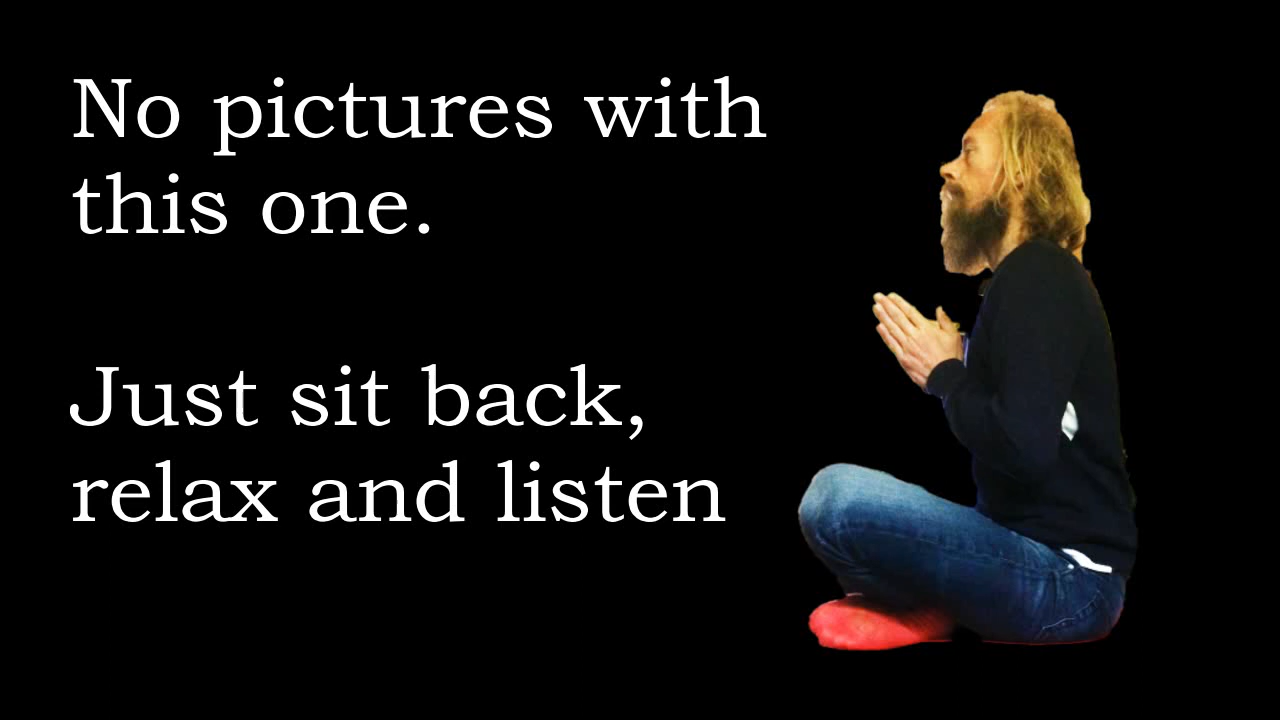 No pictures with
this one.
Just sit back,
relax and listen